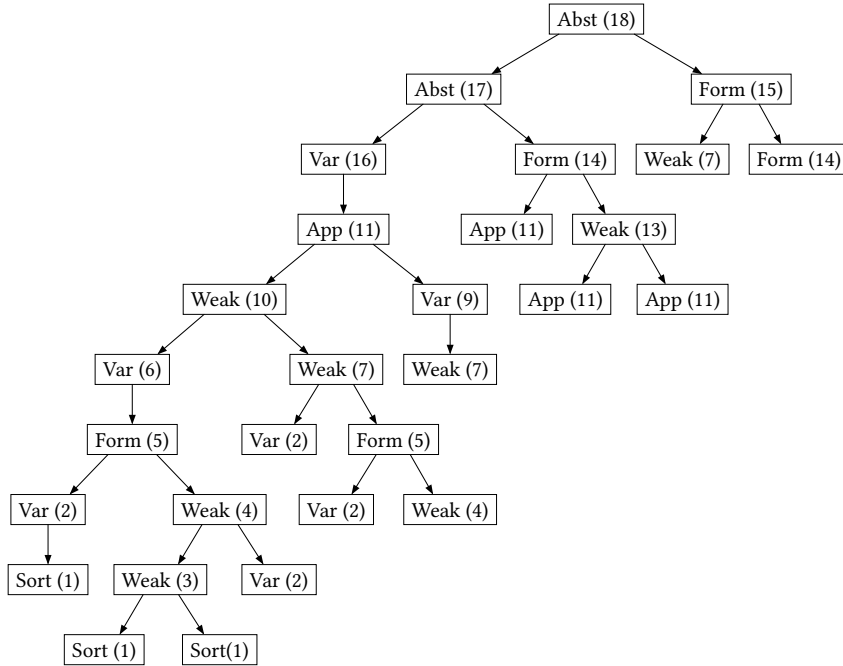 Abst (18)
Abst (17) Form (15)
Var (16) Form (14) Weak (7) Form (14)
App (11) App (11) Weak (13)
Weak (10) Var (9) App (11) App (11)
Var (6) Weak (7) Weak (7)
Form (5) Var (2) Form (5)
Var (2) Weak (4) Var (2) Weak (4)
Sort (1) Weak (3) Var (2)
Sort (1) Sort(1)